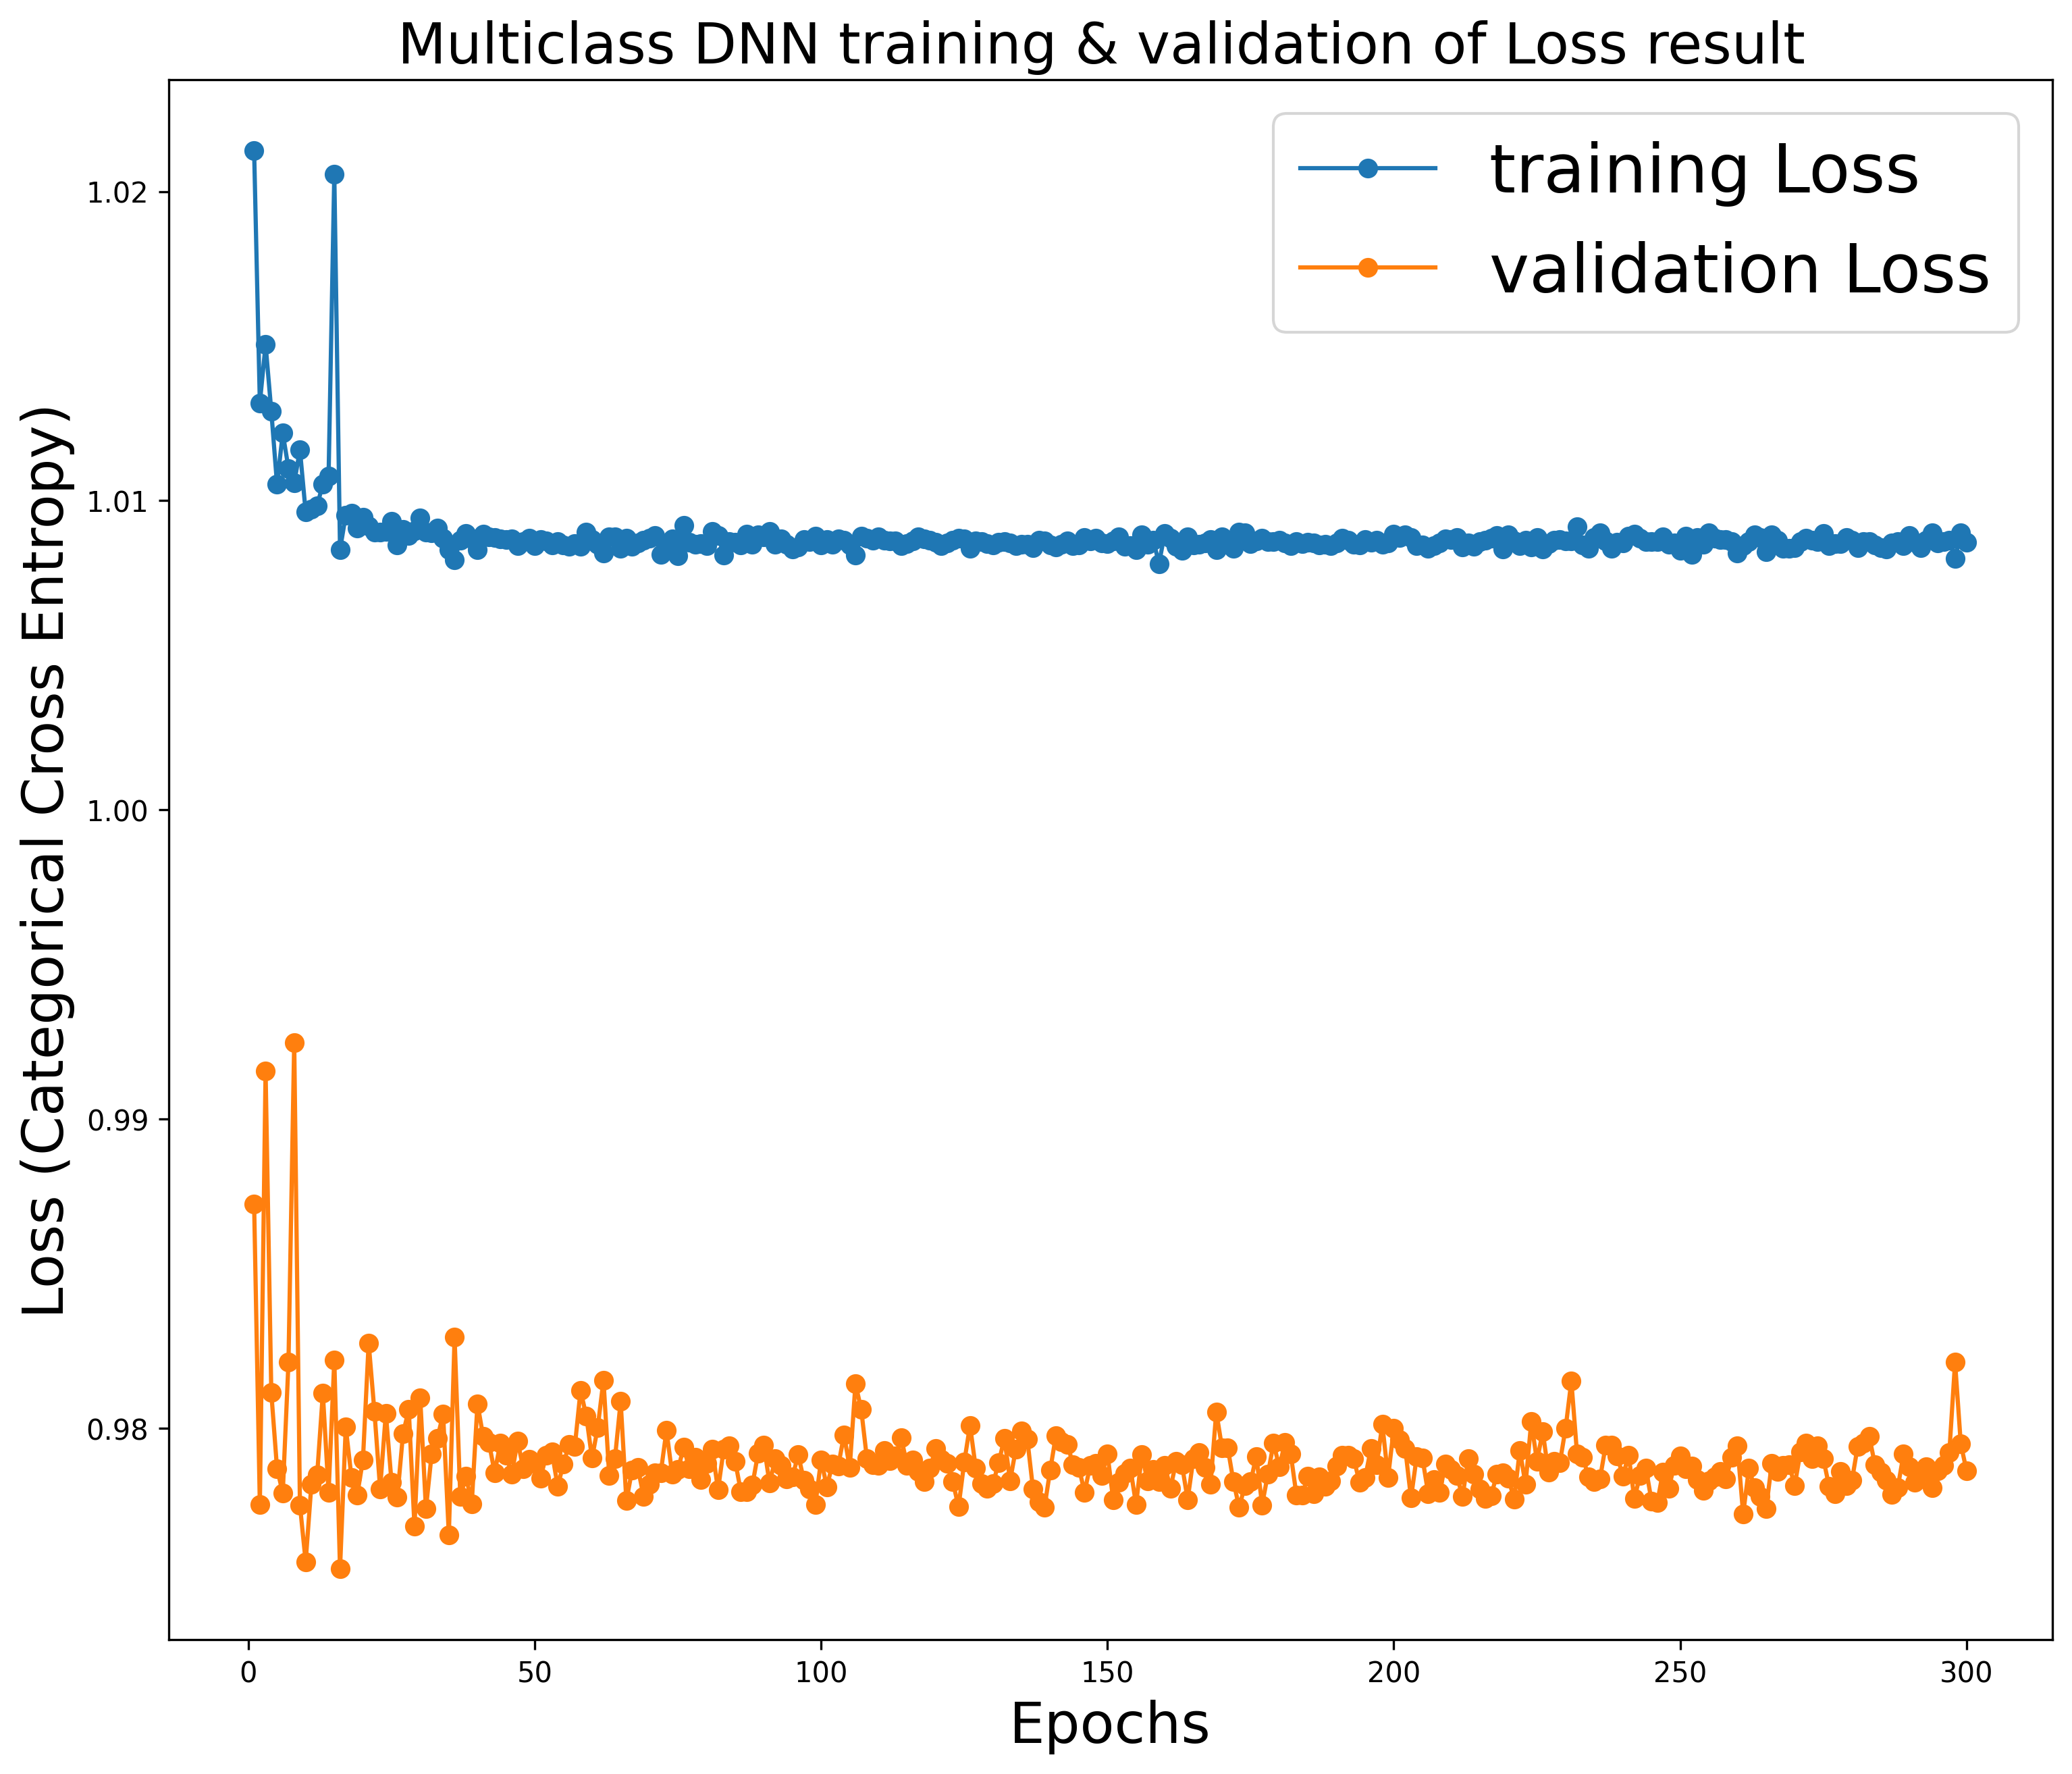 Multiclass DNN training & validation of Loss result
training Loss
validation Loss
Loss (Categorical Cross Entropy)
1.02
1.01
1.00
0.99
0.98
0
50
100
150
200
250
300
Epochs